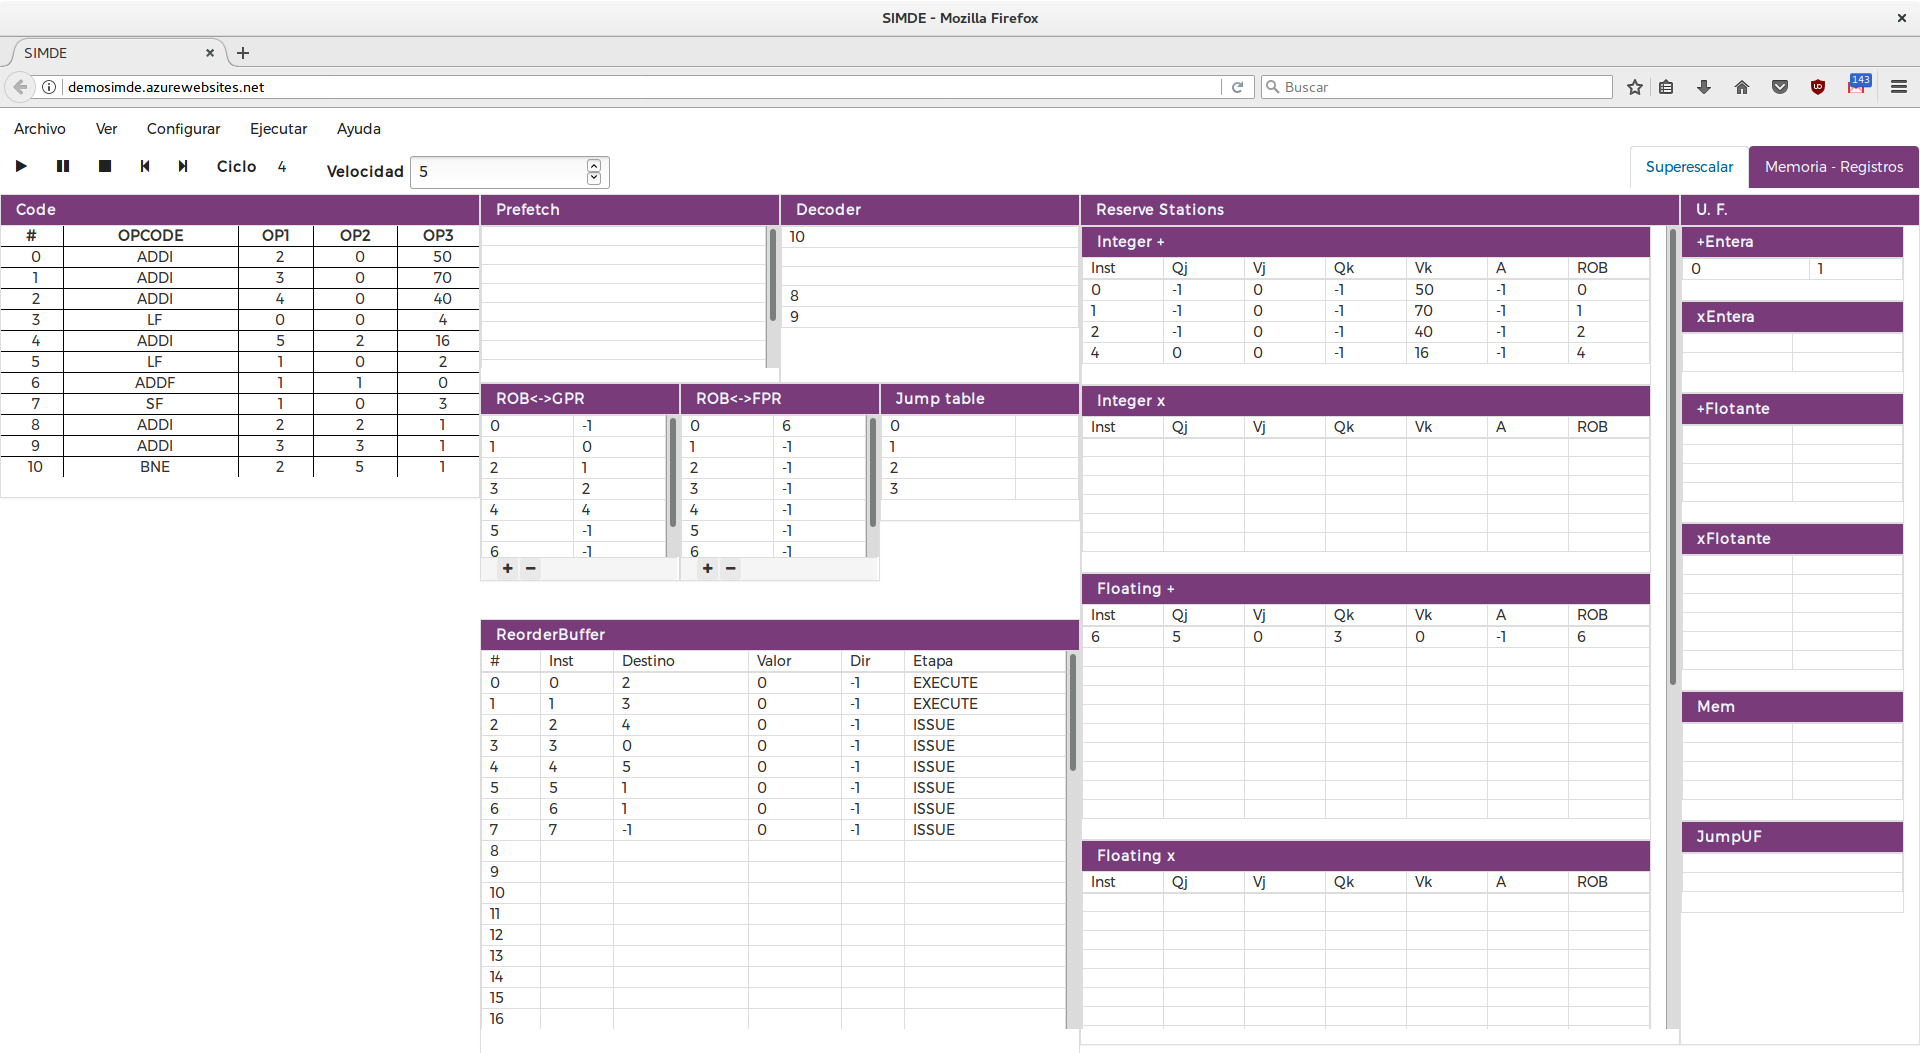 SIMDE - Mozilla Firefox
SIMDE
demosimde.azurewebsites.net
Buscar
143
Archivo Ver Configurar Ejecutar Ayuda
Ciclo 4 Velocidad 5
Superescalar Memoria - Registros
Code
# OPCODE OP1 OP2 OP3
0 ADDI 2 0 50
1 ADDI 3 0 70
2 ADDI 4 0 40
3 LF 0 0 4
4 ADDI 5 2 16
5 LF 1 0 2
6 ADDF 1 1 0
7 SF 1 0 3
8 ADDI 2 2 1
9 ADDI 3 3 1
10 BNE 2 5 1
Prefetch
Decoder
10
8
9
ROB<->GPR
0 -1
1 0
2 1
3 2
4 4
5 -1
6 -1
+ −
ROB<->FPR
0 6
1 -1
2 -1
3 -1
4 -1
5 -1
6 -1
+ −
Jump table
0
1
2
3
ReorderBuffer
# Inst Destino Valor Dir Etapa
0 0 2 0 -1 EXECUTE
1 1 3 0 -1 EXECUTE
2 2 4 0 -1 ISSUE
3 3 0 0 -1 ISSUE
4 4 5 0 -1 ISSUE
5 5 1 0 -1 ISSUE
6 6 1 0 -1 ISSUE
7 7 -1 0 -1 ISSUE
8
9
10
11
12
13
14
15
16
Reserve Stations
Integer +
Inst Qj Vj Qk Vk A ROB
0 -1 0 -1 50 -1 0
1 -1 0 -1 70 -1 1
2 -1 0 -1 40 -1 2
4 0 0 -1 16 -1 4
Integer x
Inst Qj Vj Qk Vk A ROB
Floating +
Inst Qj Vj Qk Vk A ROB
6 5 0 3 0 -1 6
Floating x
Inst Qj Vj Qk Vk A ROB
U. F.
+Entera
0 1
xEntera
+Flotante
xFlotante
Mem
JumpUF